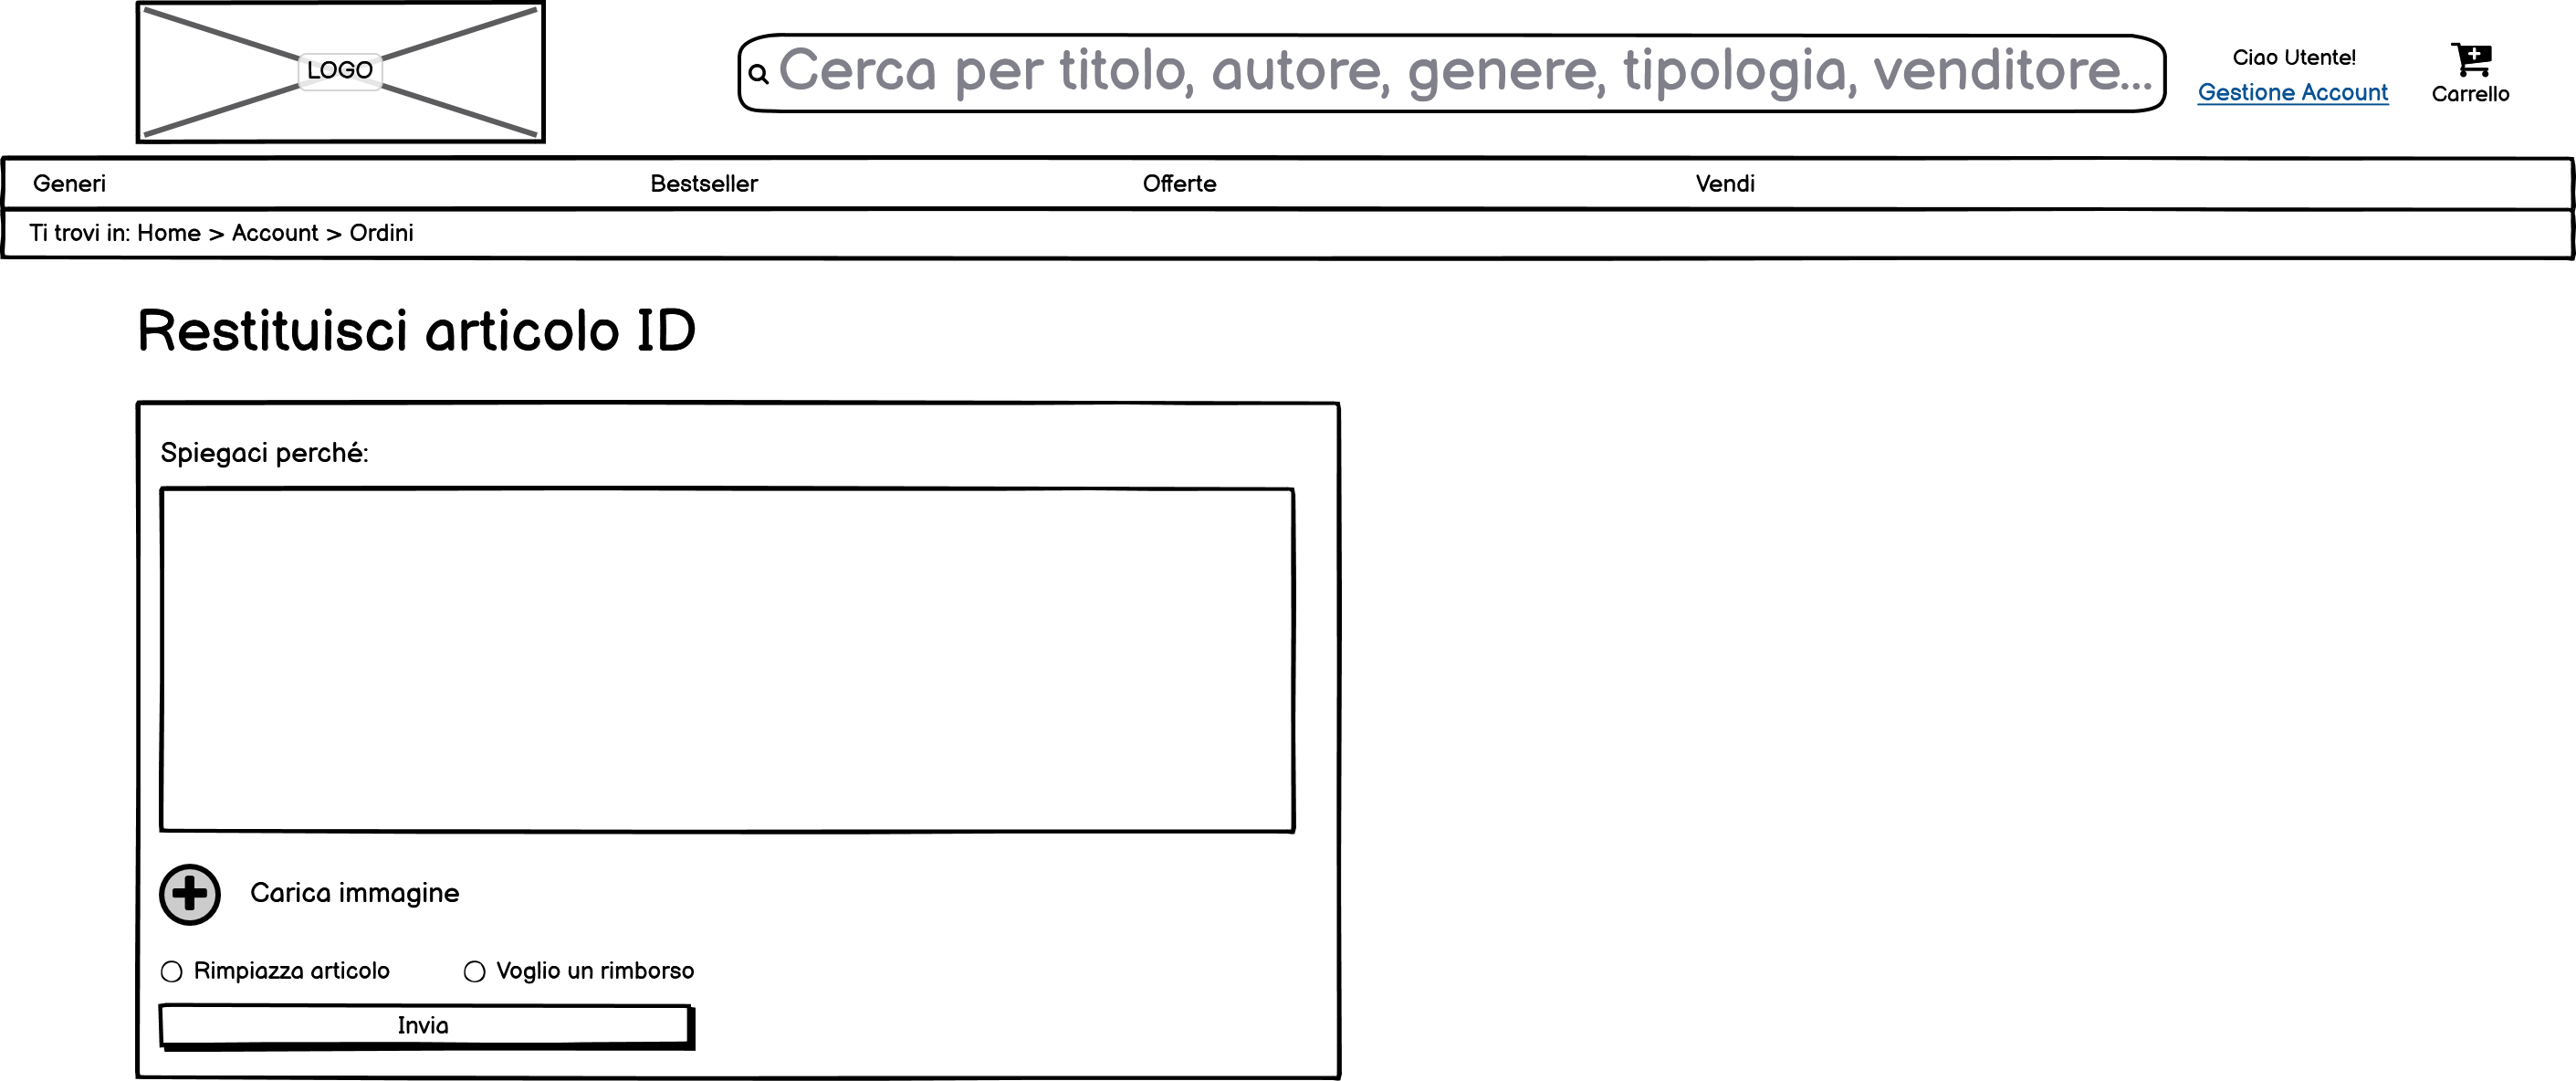 LOGO
Cerca per titolo, autore, genere, tipologia, venditore...
Ciao Utente!
Gestione Account
Carrello
Generi
Bestseller
Offerte
Vendi
Ti trovi in: Home > Account > Ordini
Restituisci articolo ID
Spiegaci perché:
Carica immagine
Rimpiazza articolo
Voglio un rimborso
Invia